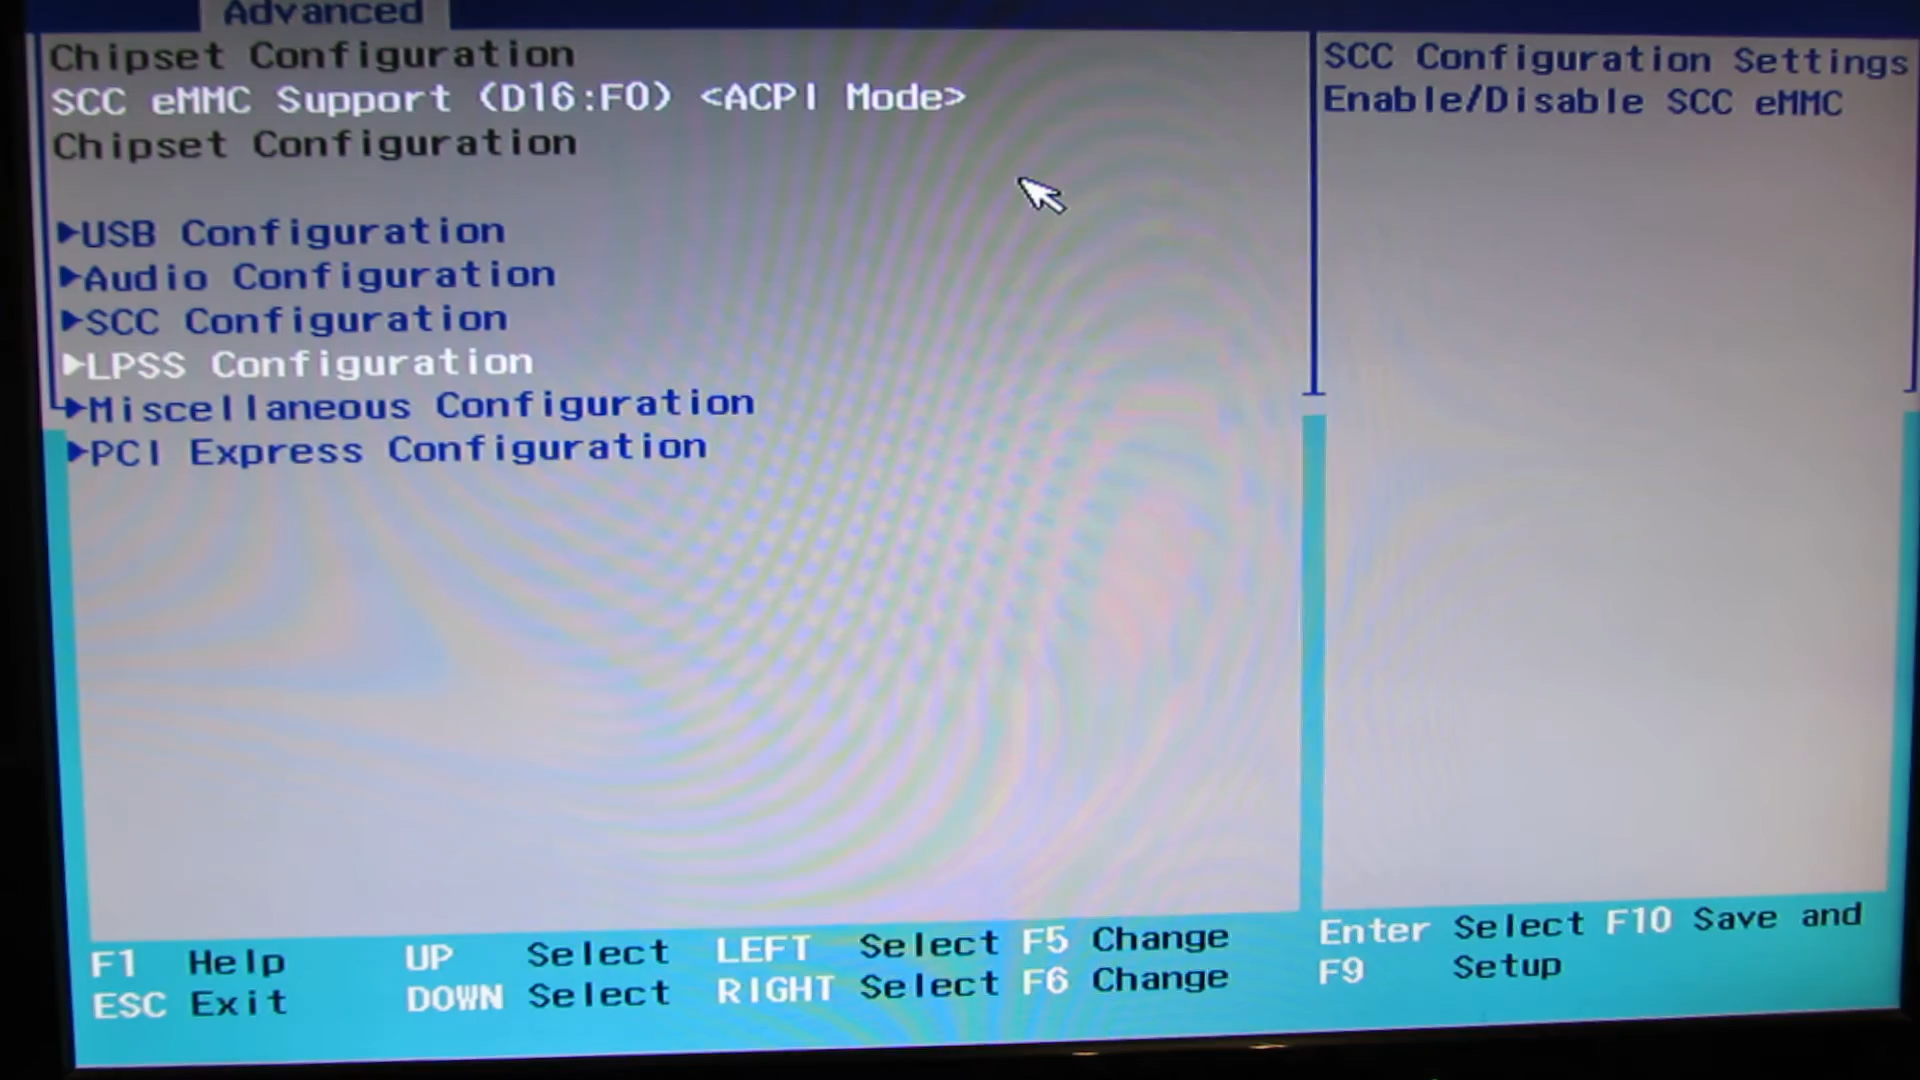 Advanced
Chipset Configuration
SCC eMMC Support (D16:F0) <ACPI Mode>
Chipset Configuration
USB Configuration
Audio Configuration
SCC Configuration
LPSS Configuration
Miscellaneous Configuration
PCI Express Configuration
SCC Configuration Settings
Enable/Disable SCC eMMC
F1 Help UP Select LEFT Select F5 Change Enter Select F10 Save and
ESC Exit DOWN Select RIGHT Select F6 Change F9 Setup